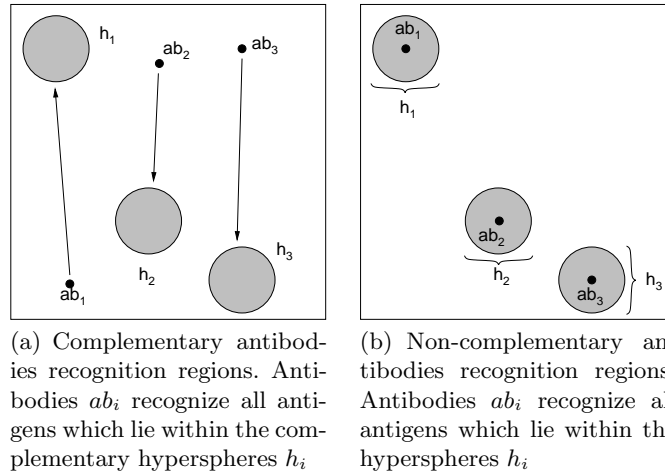 h1
ab2
ab3
h2
h3
ab1
(a) Complementary antibod-
ies recognition regions. Anti-
bodies abi recognize all anti-
gens which lie within the com-
plementary hyperspheres hi
ab1
h1
ab2
h2
h3
ab3
(b) Non-complementary an
tibodies recognition regions
Antibodies abi recognize al
antigens which lie within th
hyperspheres hi